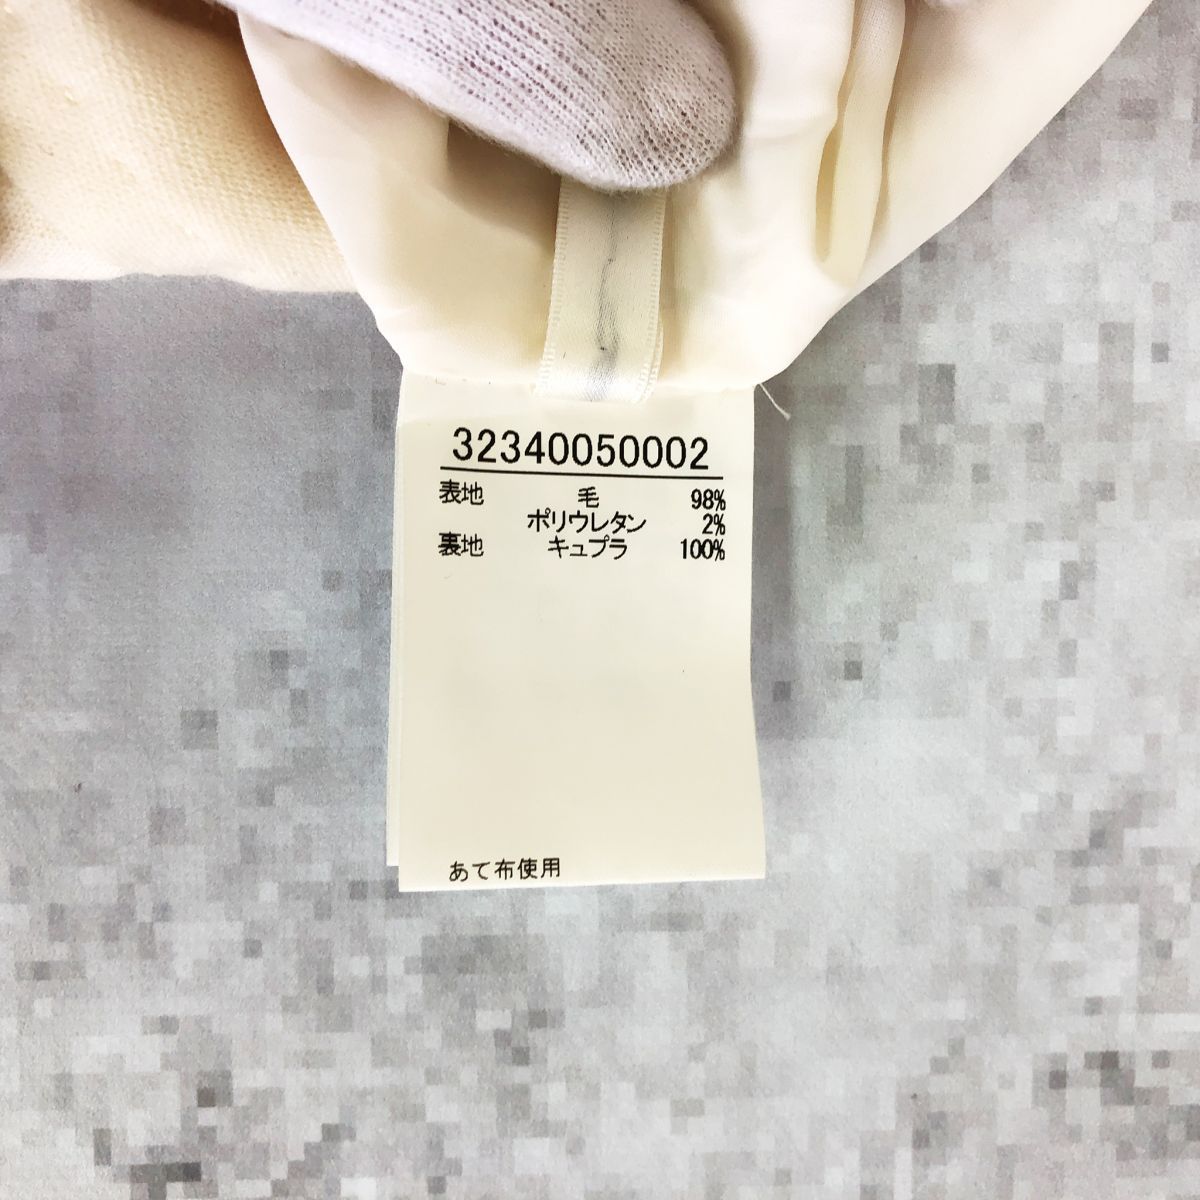 32340050002
表地 毛 98%
ポリウレタン 2%
裏地 キュプラ 100%
あて布使用